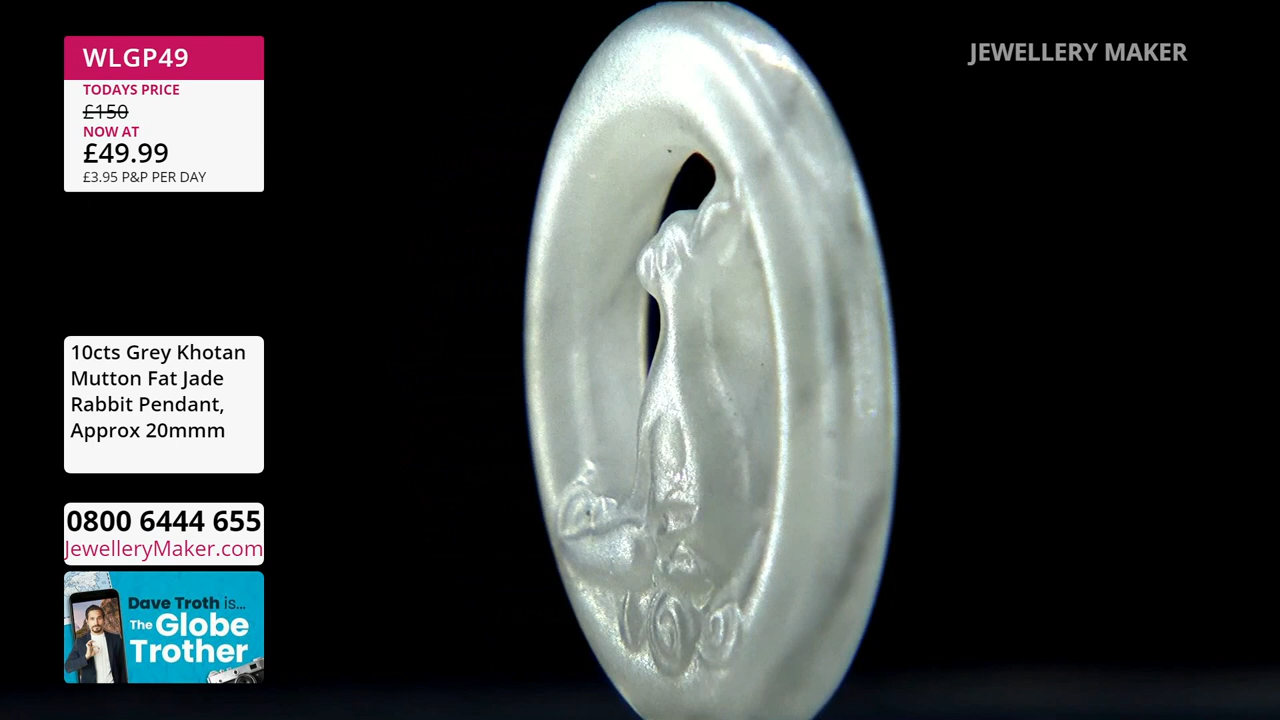 WLGP49
TODAYS PRICE
£150
NOW AT
£49.99
£3.95 P&P PER DAY
10cts Grey Khotan
Mutton Fat Jade
Rabbit Pendant,
Approx 20mmm
0800 6444 655
JewelleryMaker.com
Dave Troth is...
The Globe
Trother
JEWELLERY MAKER